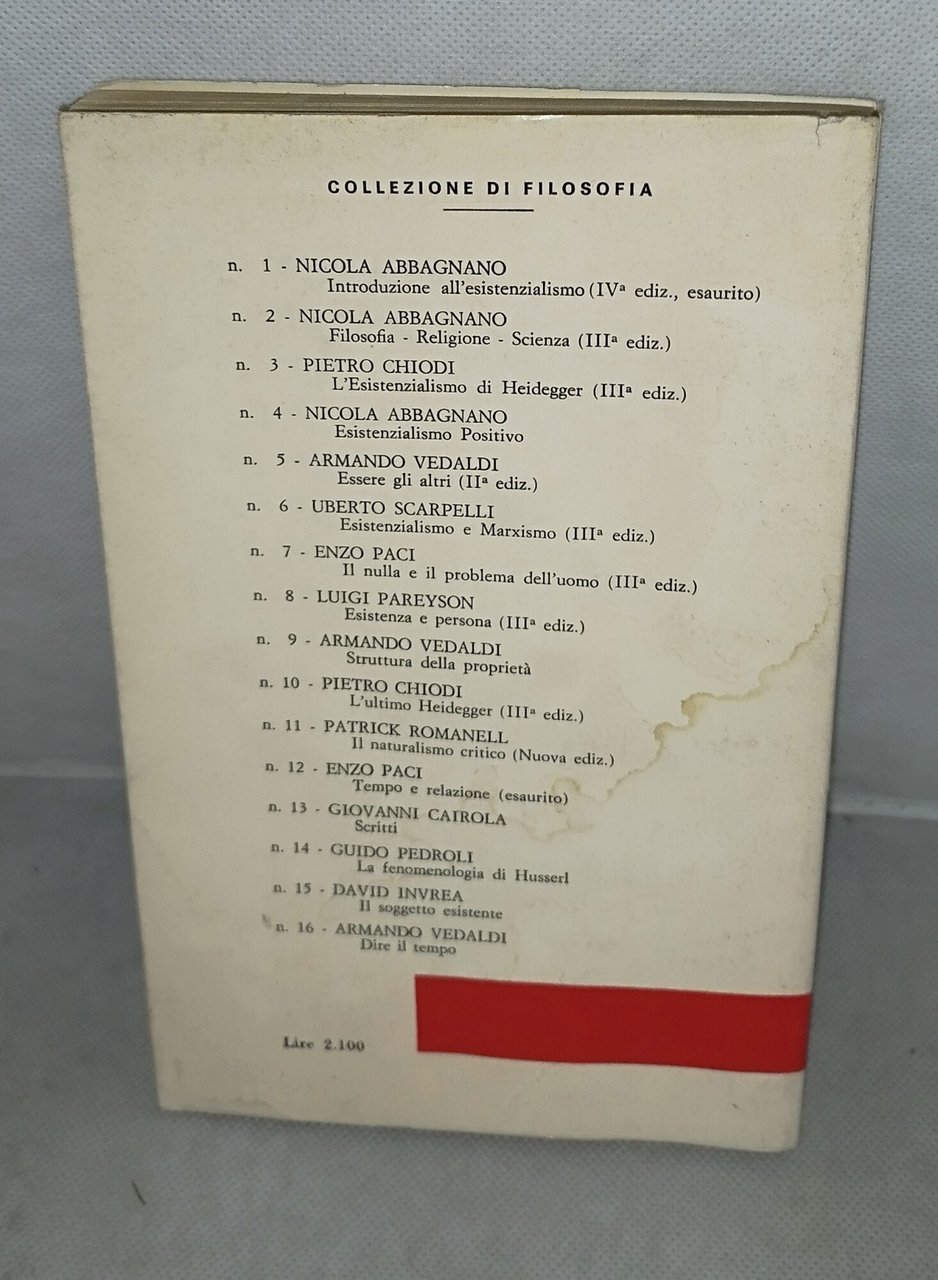 COLLEZIONE DI FILOSOFIA
n. 1 - NICOLA ABBAGNANO
Introduzione all'esistenzialismo (IVª ediz., esaurito)
n. 2 - NICOLA ABBAGNANO
Filosofia - Religione - Scienza (IIIª ediz.)
n. 3 - PIETRO CHIODI
L'Esistenzialismo di Heidegger (IIIª ediz.)
n. 4 - NICOLA ABBAGNANO
Esistenzialismo Positivo
n. 5 - ARMANDO VEDALDI
Essere gli altri (IIª ediz.)
n. 6 - UBERTO SCARPELLI
Esistenzialismo e Marxismo (IIIª ediz.)
n. 7 - ENZO PACI
Il nulla e il problema dell'uomo (IIIª ediz.)
n. 8 - LUIGI PAREYSON
Esistenza e persona (IIIª ediz.)
n. 9 - ARMANDO VEDALDI
Struttura della proprietà
n. 10 - PIETRO CHIODI
L'ultimo Heidegger (IIIª ediz.)
n. 11 - PATRICK ROMANELL
Il naturalismo critico (Nuova ediz.)
n. 12 - ENZO PACI
Tempo e relazione (esaurito)
n. 13 - GIOVANNI CAIROLA
Scritti
n. 14 - GUIDO PEDROLI
La fenomenologia di Husserl
n. 15 - DAVID INVREA
Il soggetto esistente
n. 16 - ARMANDO VEDALDI
Dire il tempo
Lire 2.100